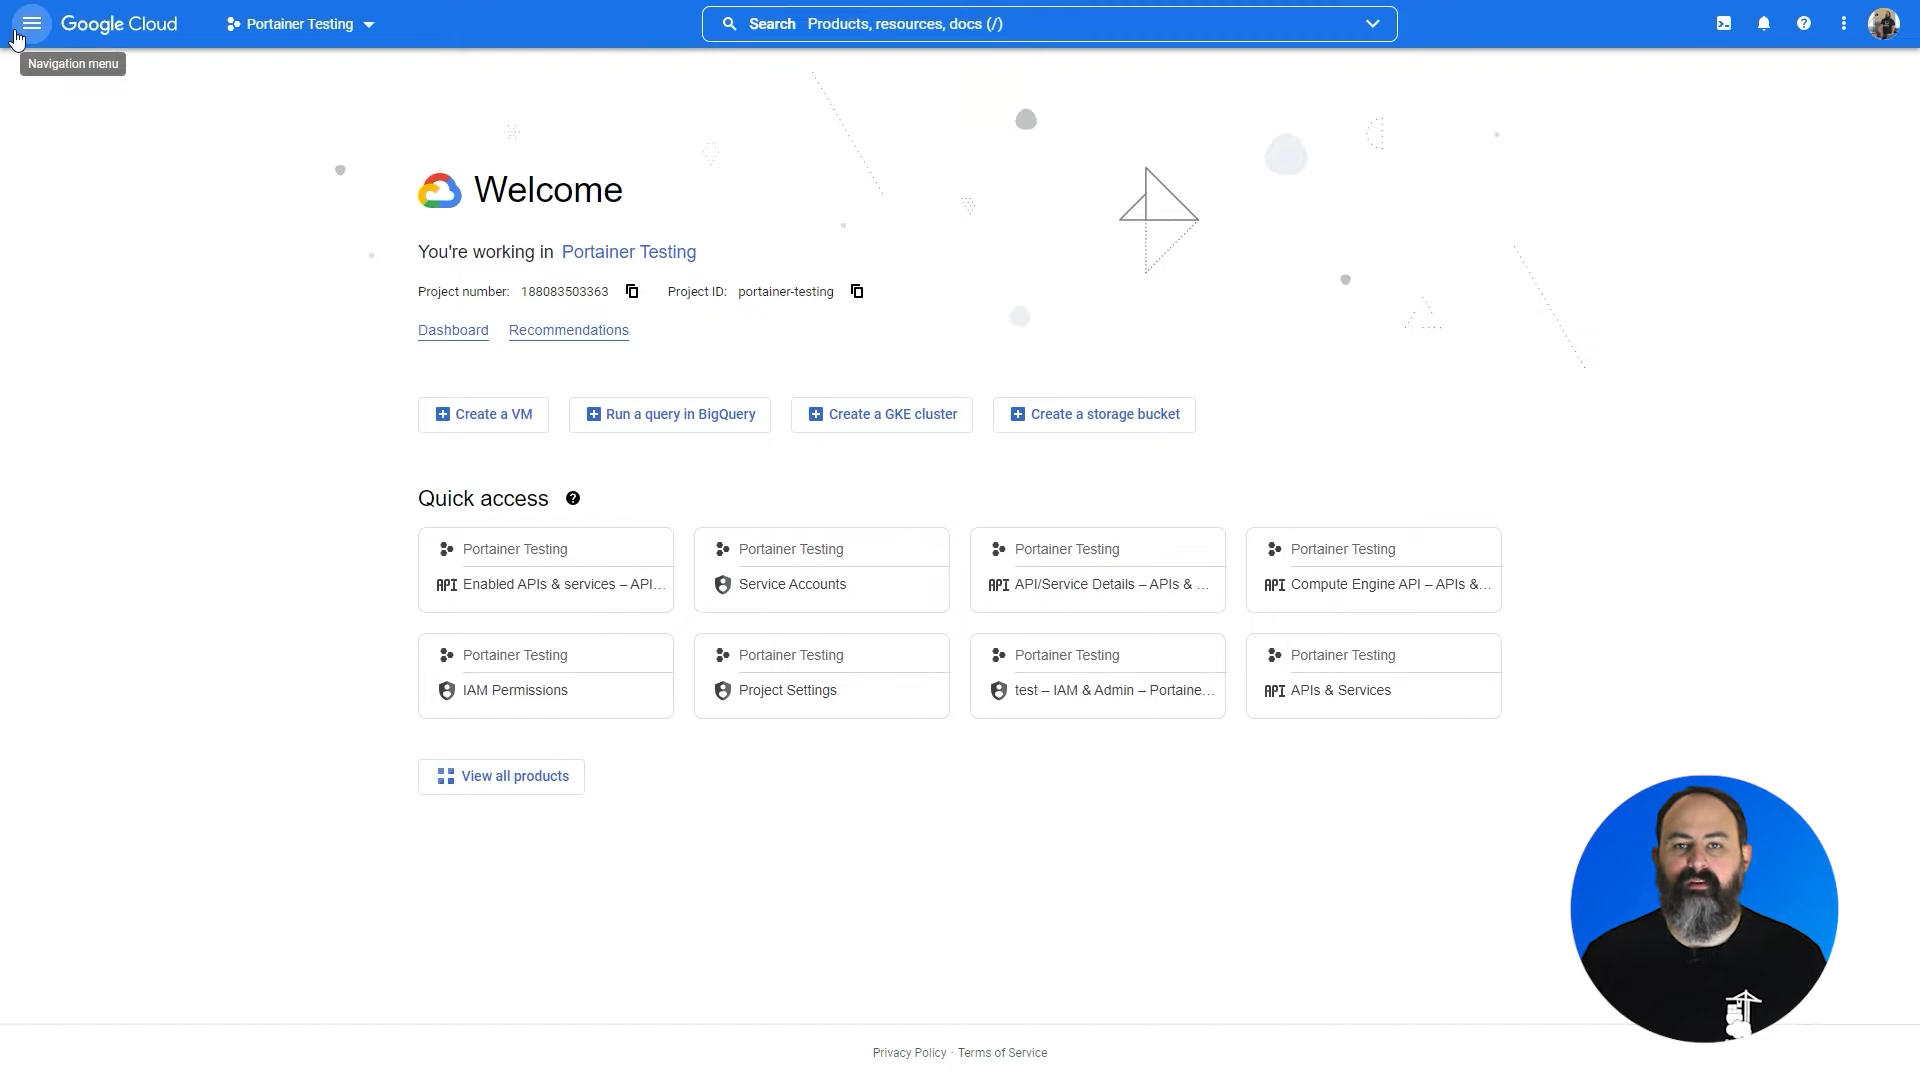 Google Cloud
Portainer Testing
Search Products, resources, docs (/)
Navigation menu
Welcome
You're working in Portainer Testing
Project number: 188083503363 Project ID: portainer-testing
Dashboard Recommendations
Create a VM Run a query in BigQuery Create a GKE cluster Create a storage bucket
Quick access
Portainer Testing
API Enabled APIs & services – API...
Portainer Testing
Service Accounts
Portainer Testing
API API/Service Details – APIs & ...
Portainer Testing
API Compute Engine API – APIs &...
Portainer Testing
IAM Permissions
Portainer Testing
Project Settings
Portainer Testing
test – IAM & Admin – Portaine...
Portainer Testing
API APIs & Services
View all products
Privacy Policy · Terms of Service